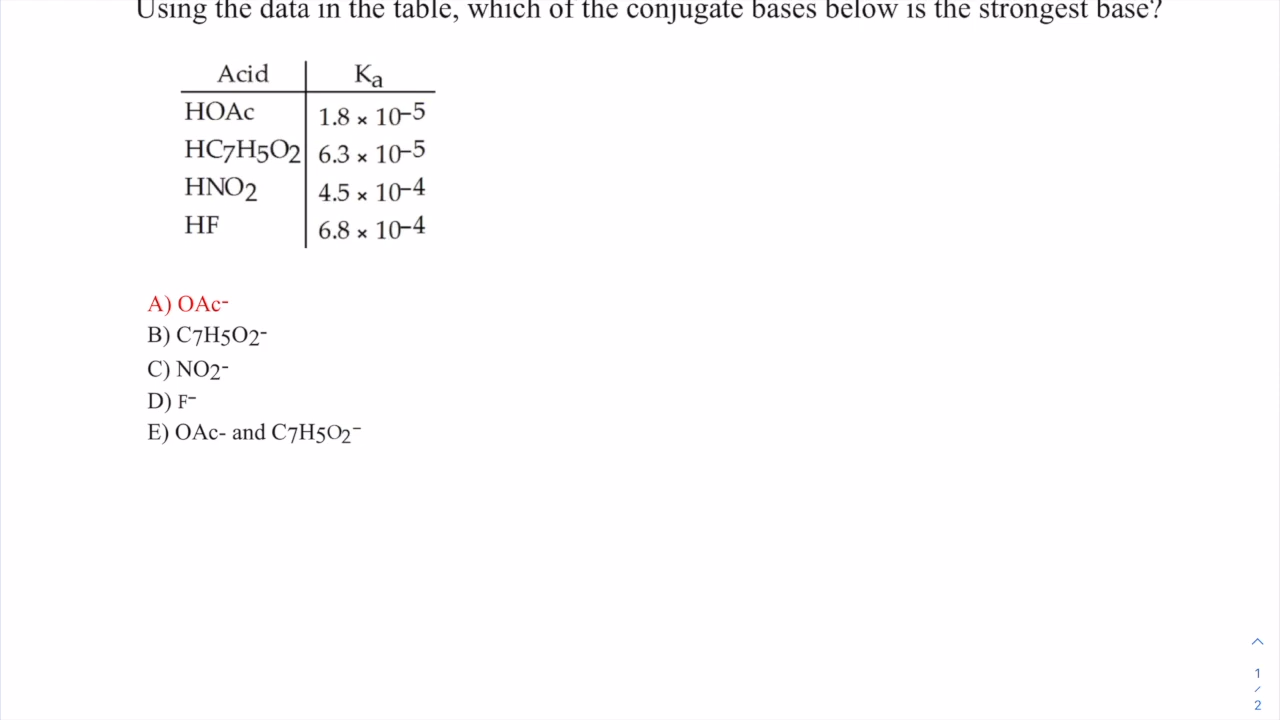 Using the data in the table, which of the conjugate bases below is the strongest base?
Acid Ka
HOAc 1.8 × 10–5
HC7H5O2 6.3 × 10–5
HNO2 4.5 × 10–4
HF 6.8 × 10–4
A) OAc-
B) C7H5O2-
C) NO2-
D) F-
E) OAc- and C7H5O2-
1
/
2